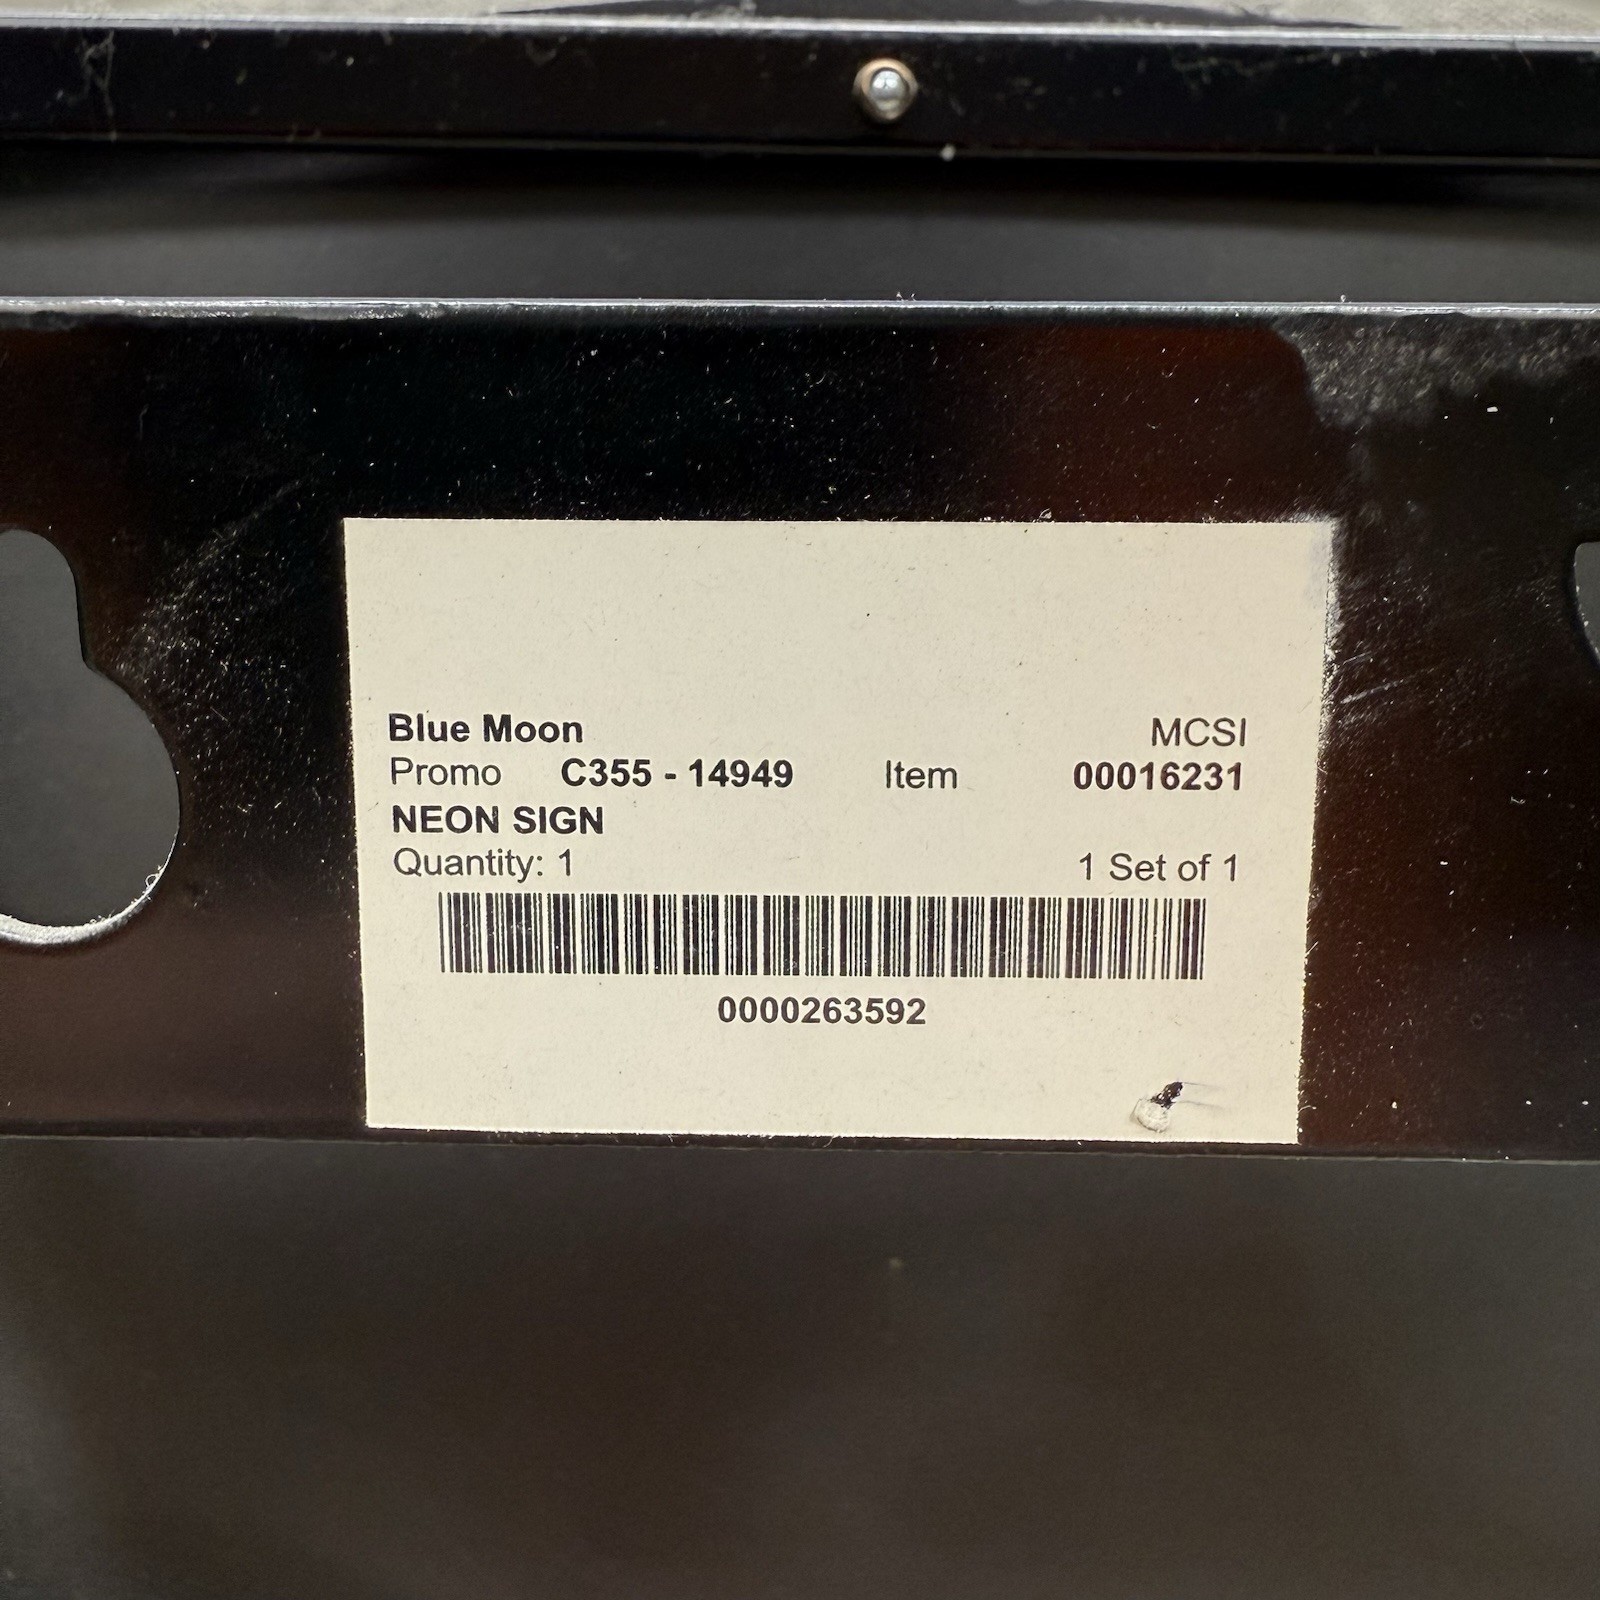 Blue Moon MCSI
Promo C355 - 14949 Item 00016231
NEON SIGN
Quantity: 1 1 Set of 1
0000263592